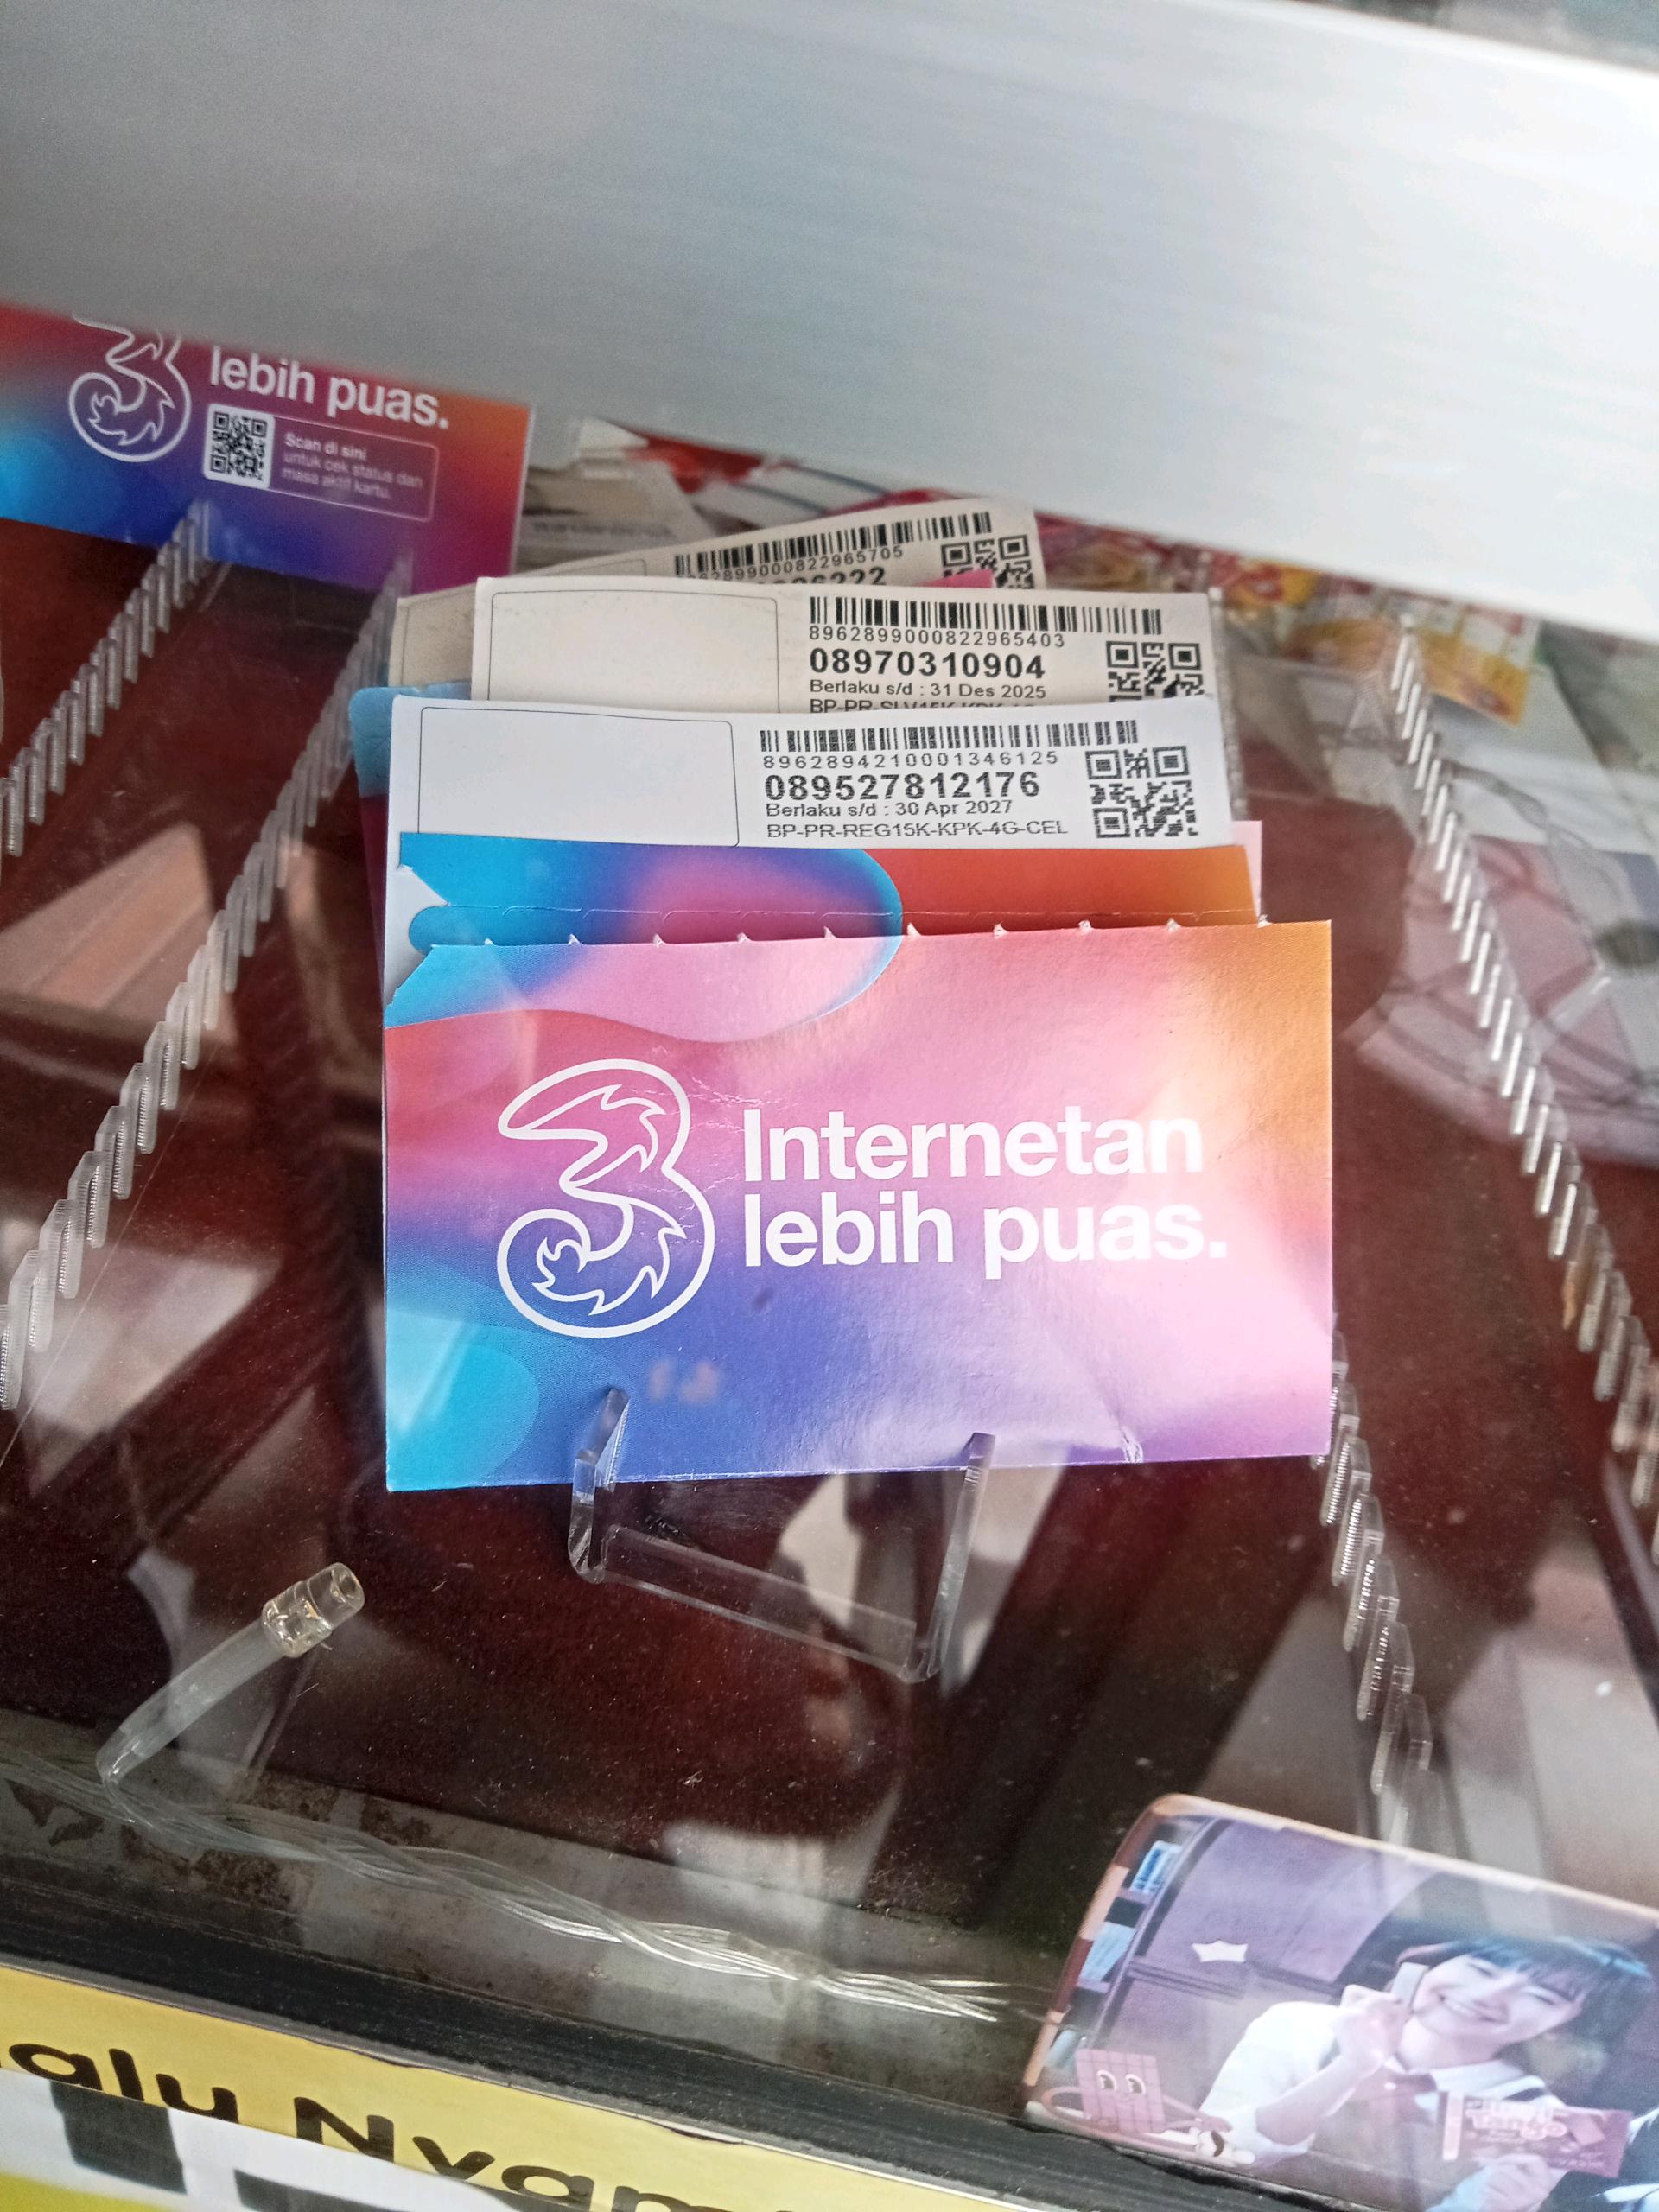 lebih puas.
Scan di sini
untuk cek status dan
masa aktif kartu.
8962899000822965705
8962899000822965403
08970310904
Berlaku s/d : 31 Des 2025
8962894210001346125
089527812176
Berlaku s/d : 30 Apr 2027
BP-PR-REG15K-KPK-4G-CEL
3 Internetan
lebih puas.